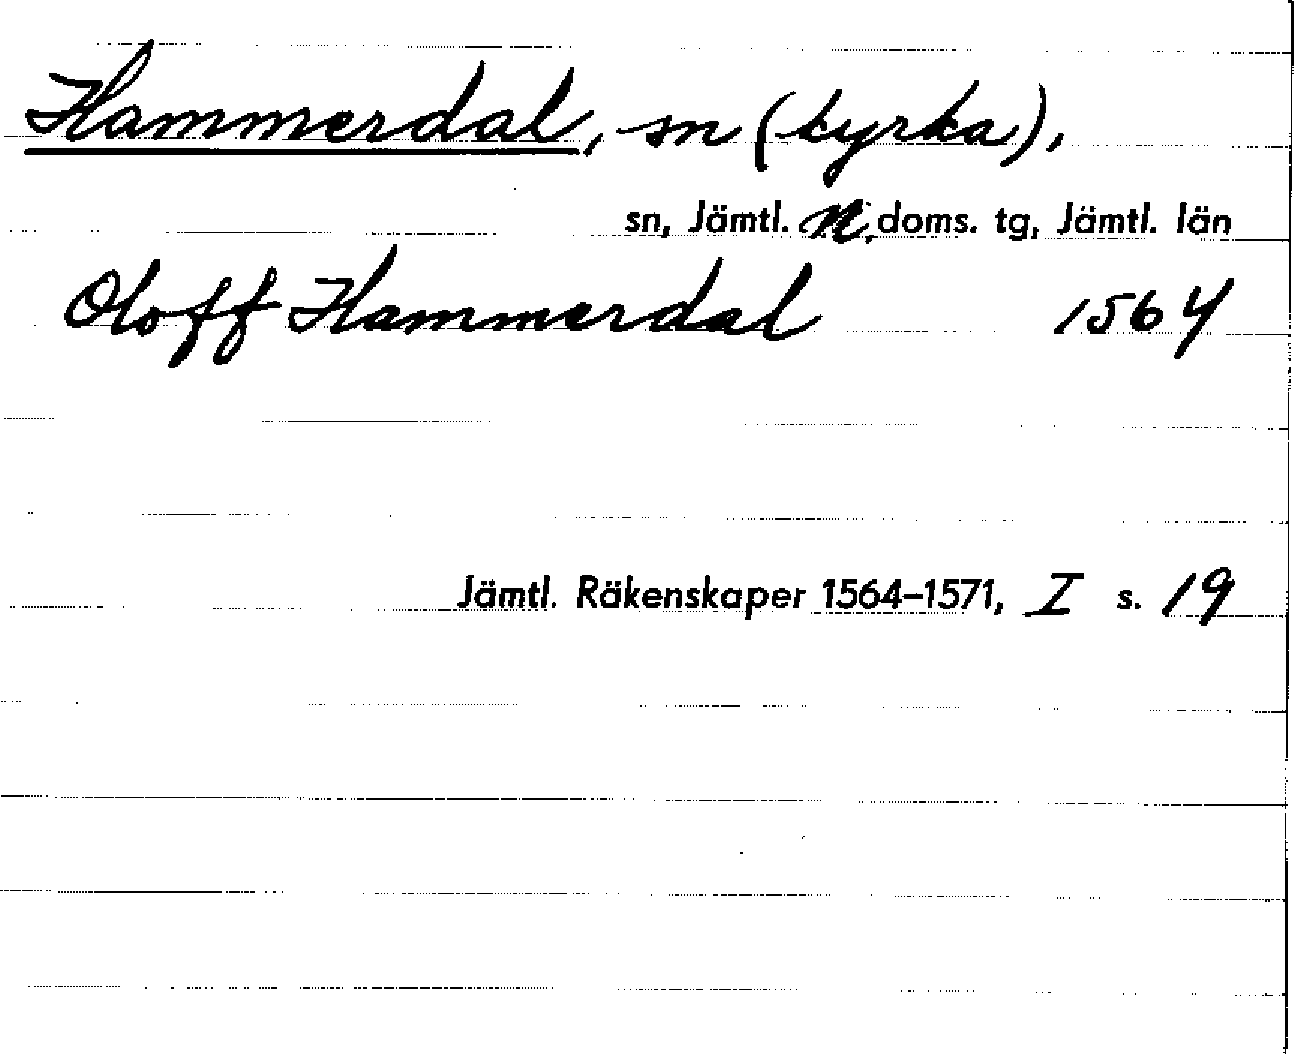 Hammerdal, sn (kyrka),
sn, Jämtl. n. doms. tg, Jämtl. län
Oloff Hammerdal 1564
Jämtl. Räkenskaper 1564–1571, I s. 19